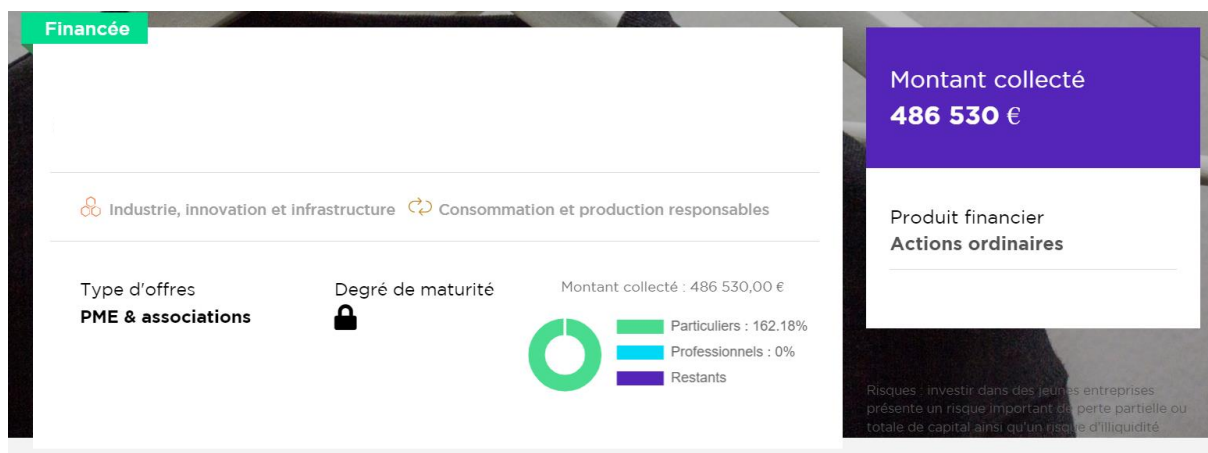 Financée
Montant collecté
486 530 €
Industrie, innovation et infrastructure Consommation et production responsables
Produit financier
Actions ordinaires
Type d'offres
PME & associations
Degré de maturité
Montant collecté : 486 530,00 €
Particuliers : 162.18%
Professionnels : 0%
Restants
Risques : investir dans des jeunes entreprises
présente un risque important de perte partielle ou
totale de capital ainsi qu'un risque d'illiquidité